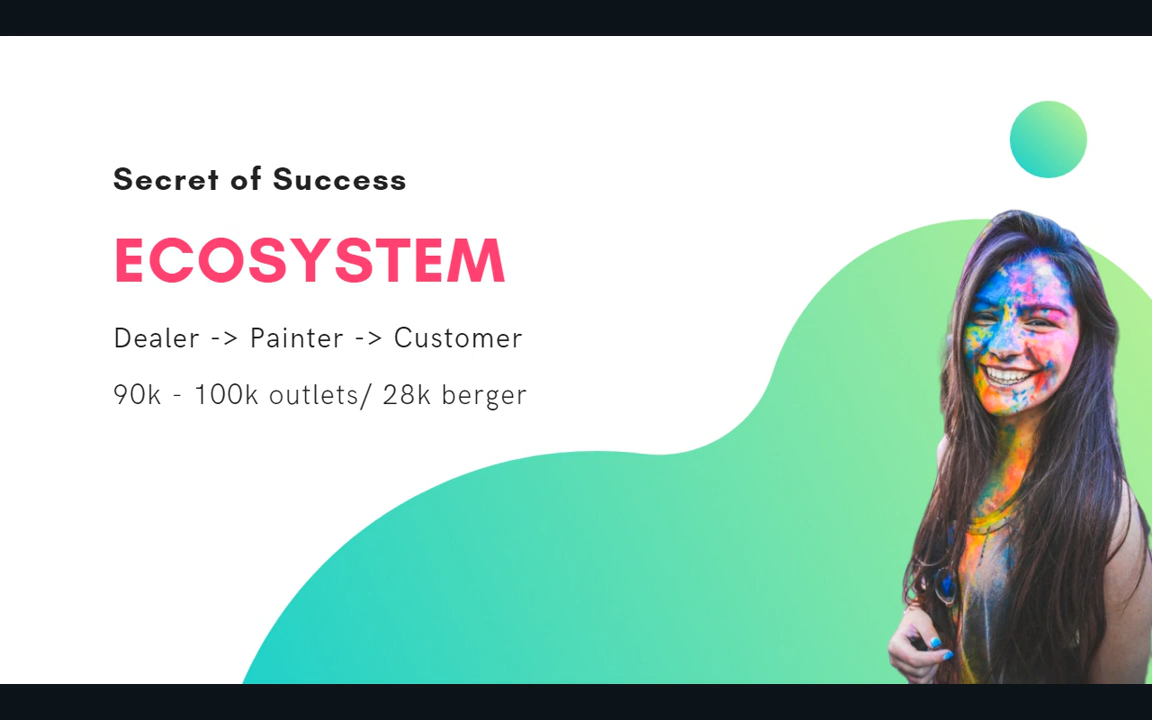 Secret of Success
ECOSYSTEM
Dealer -> Painter -> Customer
90k - 100k outlets/ 28k berger